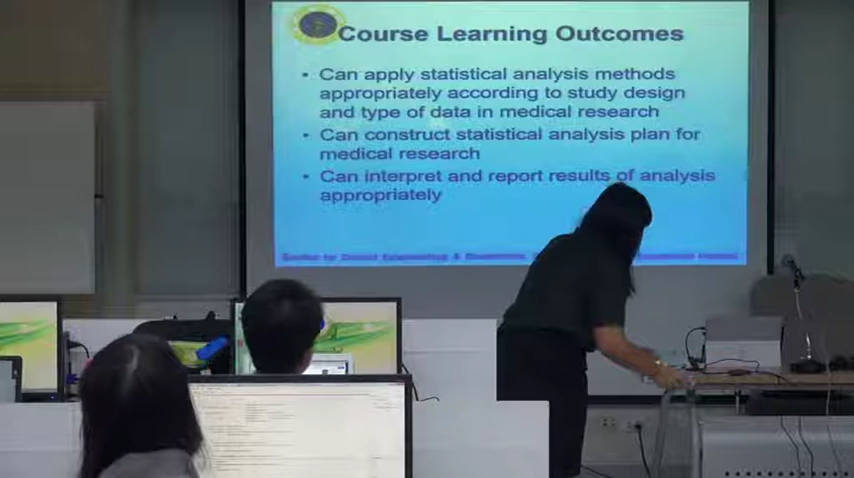 Course Learning Outcomes
• Can apply statistical analysis methods
appropriately according to study design
and type of data in medical research
• Can construct statistical analysis plan for
medical research
• Can interpret and report results of analysis
appropriately